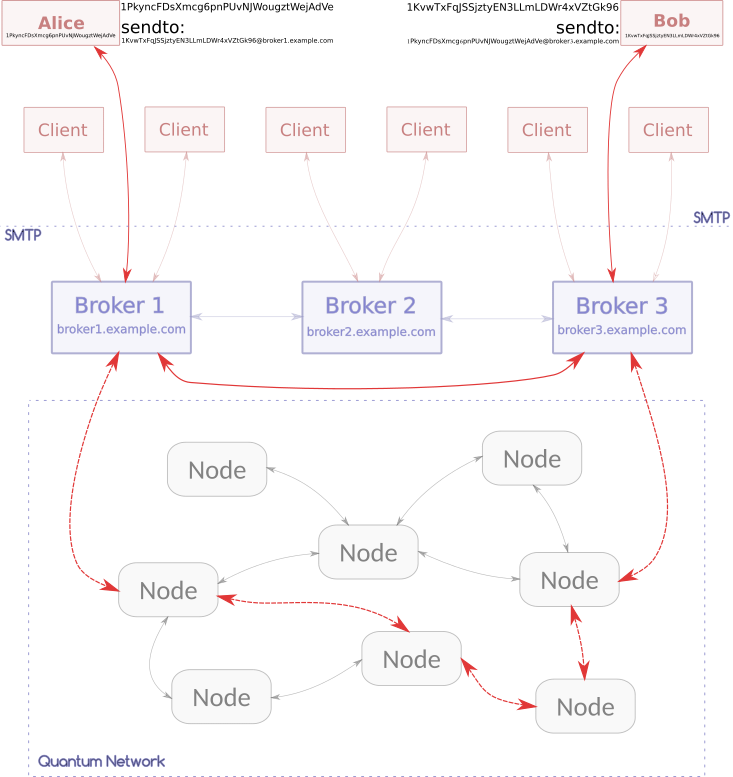 Alice
1PkyncFDsXmcg6pnPUvNJWougztWejAdVe
1PkyncFDsXmcg6pnPUvNJWougztWejAdVe
sendto:
1KvwTxFqJSSjztyEN3LLmLDWr4xVZtGk96@broker1.example.com
1KvwTxFqJSSjztyEN3LLmLDWr4xVZtGk96
sendto:
1PkyncFDsXmcg6pnPUvNJWougztWejAdVe@broker3.example.com
Bob
1KvwTxFqJSSjztyEN3LLmLDWr4xVZtGk96
Client
Client
Client
Client
Client
Client
SMTP
SMTP
Broker 1
broker1.example.com
Broker 2
broker2.example.com
Broker 3
broker3.example.com
Node
Node
Node
Node
Node
Node
Node
Node
Quantum Network